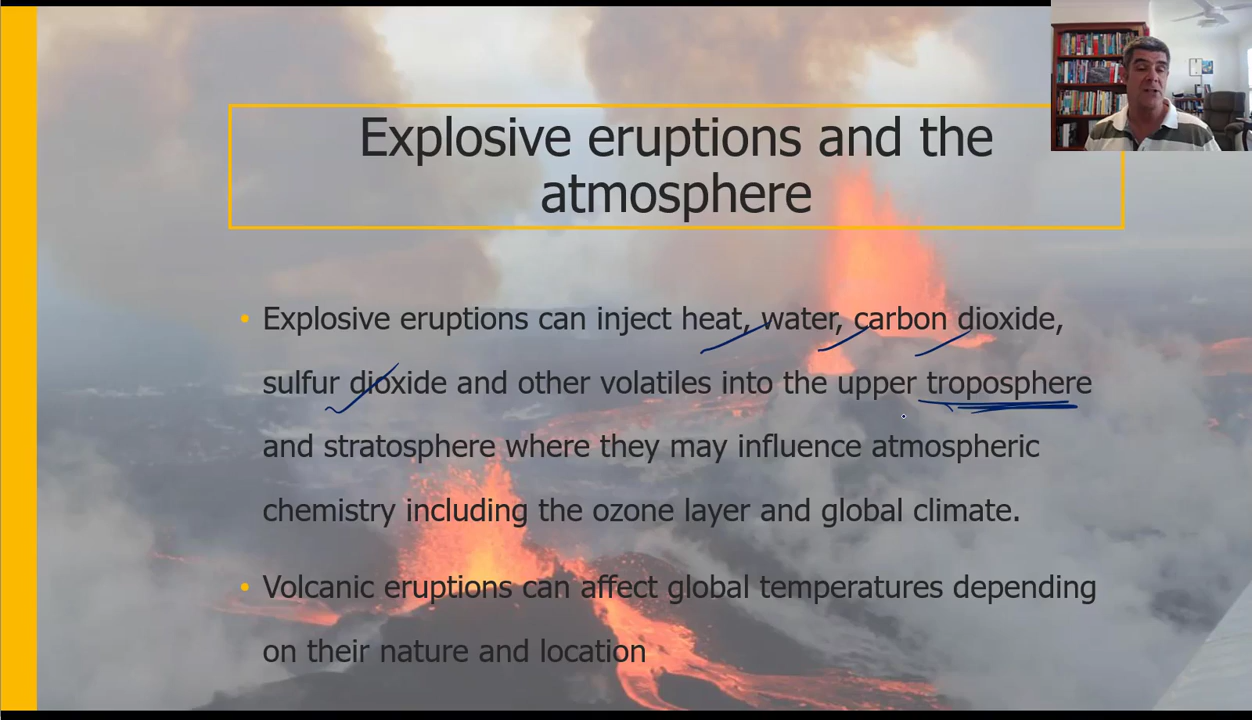 Explosive eruptions and the
atmosphere
• Explosive eruptions can inject heat, water, carbon dioxide,
sulfur dioxide and other volatiles into the upper troposphere
and stratosphere where they may influence atmospheric
chemistry including the ozone layer and global climate.
• Volcanic eruptions can affect global temperatures depending
on their nature and location